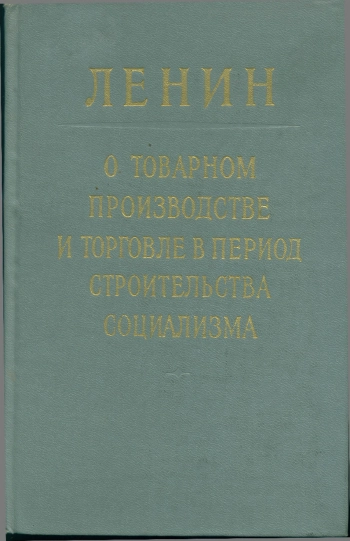 ЛЕНИН
О ТОВАРНОМ
ПРОИЗВОДСТВЕ
И ТОРГОВЛЕ В ПЕРИОД
СТРОИТЕЛЬСТВА
СОЦИАЛИЗМА